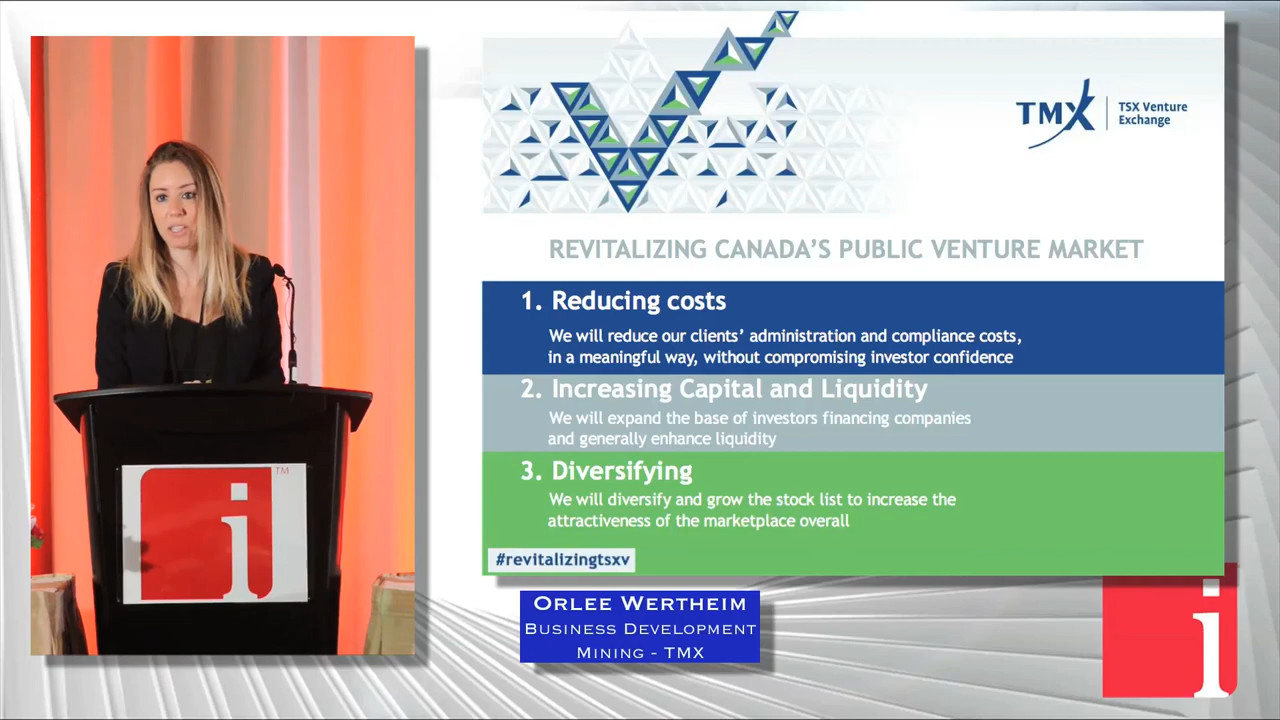 TMX
TSX Venture
Exchange
REVITALIZING CANADA'S PUBLIC VENTURE MARKET
1. Reducing costs
We will reduce our clients' administration and compliance costs,
in a meaningful way, without compromising investor confidence
2. Increasing Capital and Liquidity
We will expand the base of investors financing companies
and generally enhance liquidity
3. Diversifying
We will diversify and grow the stock list to increase the
attractiveness of the marketplace overall
#revitalizingtsxv
i
TM
ORLEE WERTHEIM
BUSINESS DEVELOPMENT
MINING - TMX
i